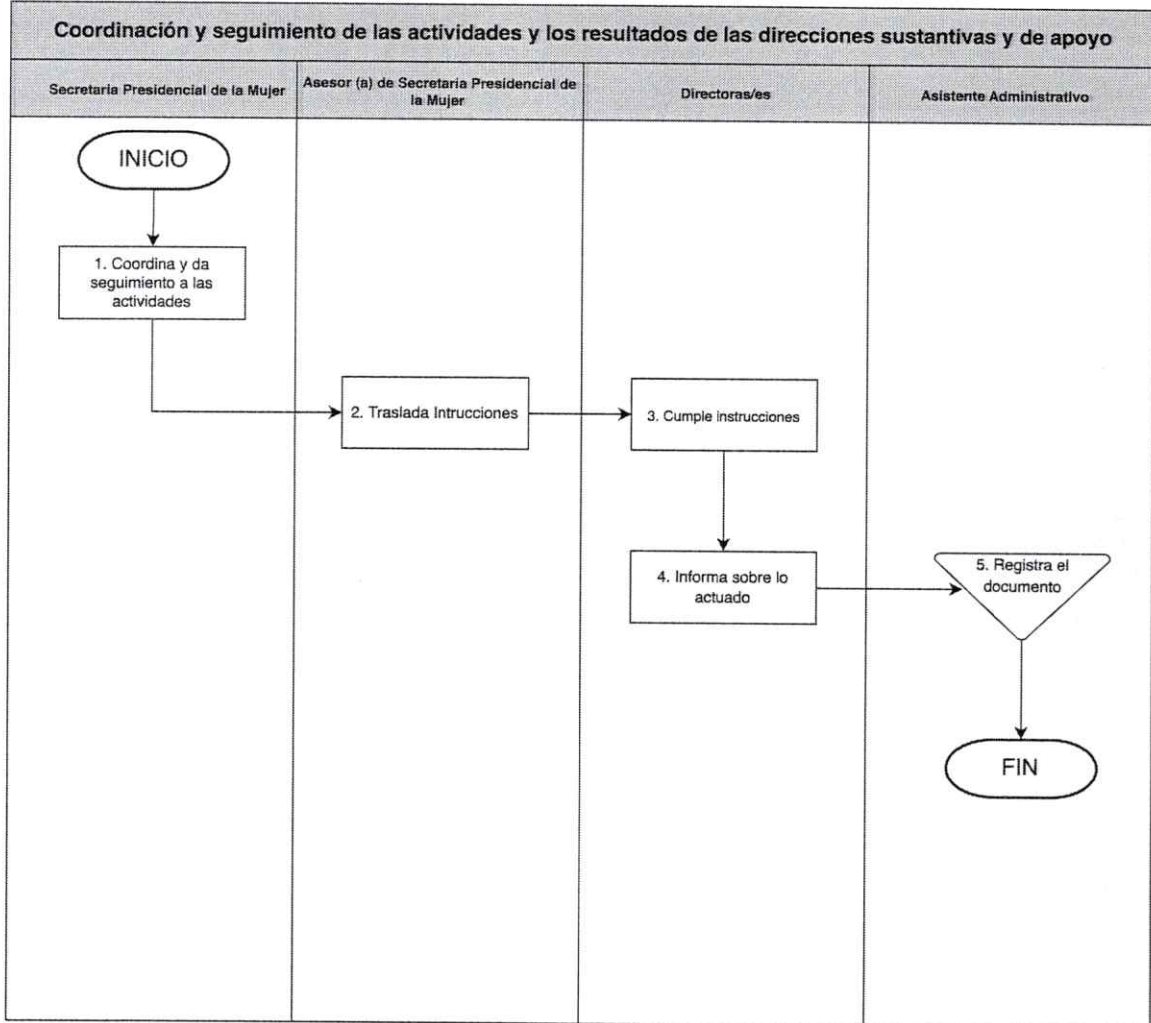 Coordinación y seguimiento de las actividades y los resultados de las direcciones sustantivas y de apoyo
Secretaria Presidencial de la Mujer
Asesor (a) de Secretaria Presidencial de
la Mujer
Directoras/es
Asistente Administrativo
INICIO
1. Coordina y da
seguimiento a las
actividades
2. Traslada Intrucciones
3. Cumple instrucciones
4. Informa sobre lo
actuado
5. Registra el
documento
FIN